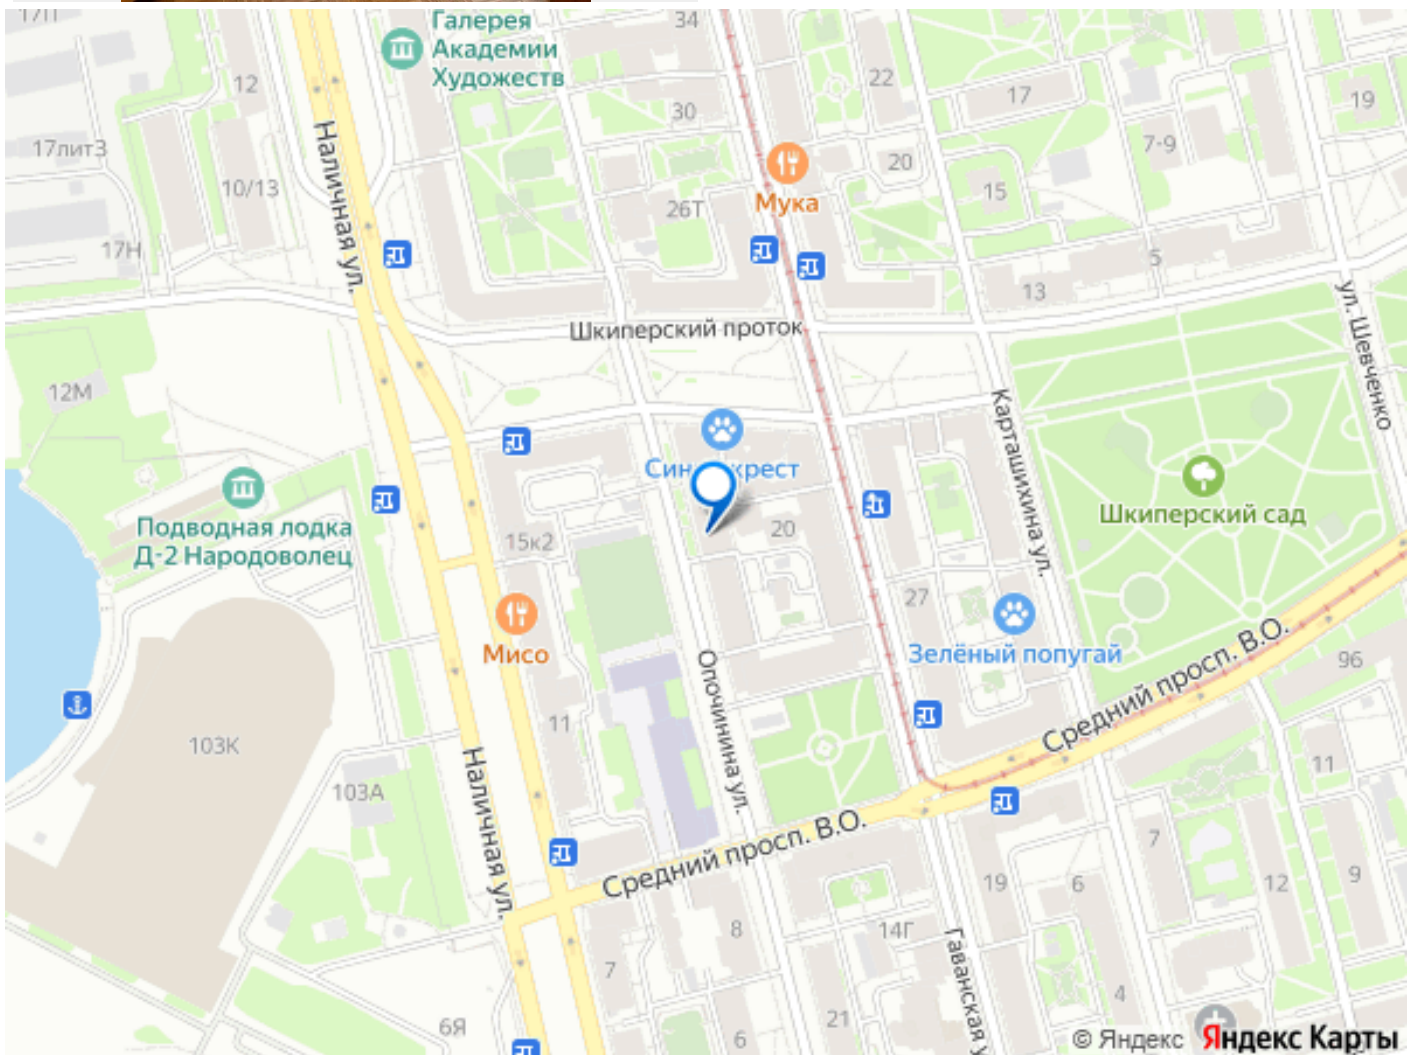 17П
Галерея
Академии
Художеств
34
12
22
17
19
30
17лит3
7-9
10/13
20
15
Наличная ул.
26Т
Мука
17Н
5
13
ул. Шевченко
Шкиперский проток
12М
Карташихина ул.
Подводная лодка
Д-2 Народоволец
крест
Шкиперский сад
15к2
20
27
Мисо
Зелёный попугай
Опочинина ул.
96
Средний просп. В.О.
11
103К
Наличная ул.
103А
11
Средний просп. В.О.
7
9
19
6
12
8
14Г
Гаванская у
7
4
6Я
21
6
© Яндекс Яндекс Карты